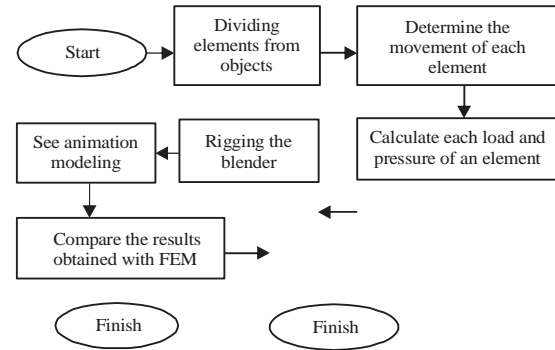 Start
Dividing
elements from
objects
Determine the
movement of each
element
Calculate each load and
pressure of an element
Rigging the
blender
See animation
modeling
Compare the results
obtained with FEM
Finish
Finish